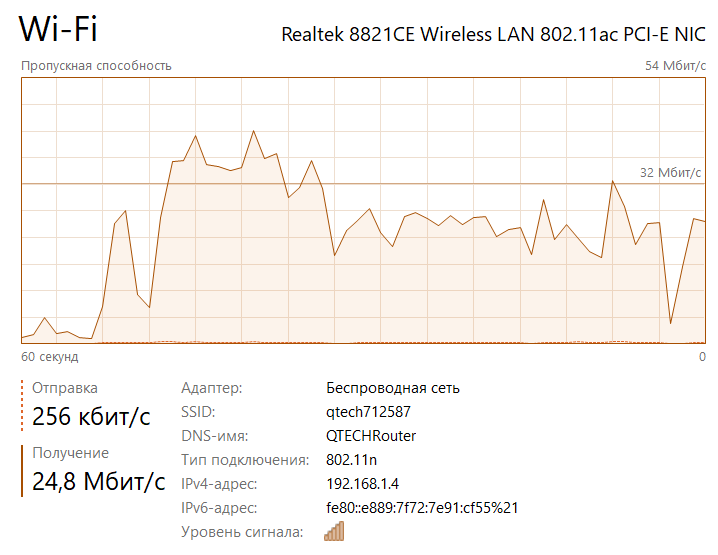 Wi-Fi
Realtek 8821CE Wireless LAN 802.11ac PCI-E NIC
Пропускная способность
54 Мбит/с
32 Мбит/с
60 секунд
0
Отправка
256 кбит/с
Получение
24,8 Мбит/с
Адаптер: Беспроводная сеть
SSID: qtech712587
DNS-имя: QTECHRouter
Тип подключения: 802.11n
IPv4-адрес: 192.168.1.4
IPv6-адрес: fe80::e889:7f72:7e91:cf55%21
Уровень сигнала: